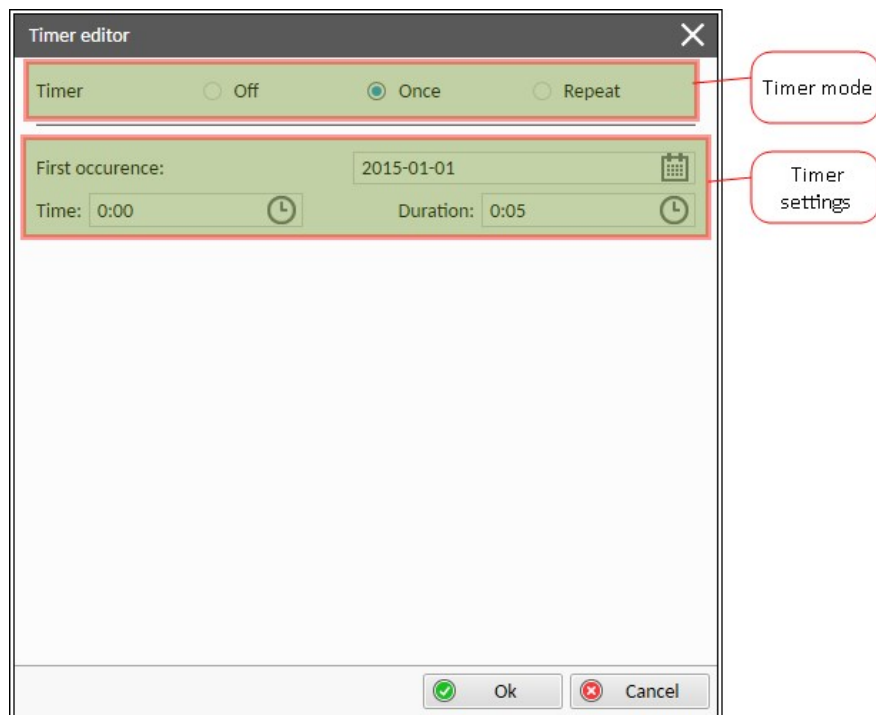 Timer editor
Timer Off Once Repeat
Timer mode
First occurence: 2015-01-01
Time: 0:00 Duration: 0:05
Timer
settings
Ok Cancel